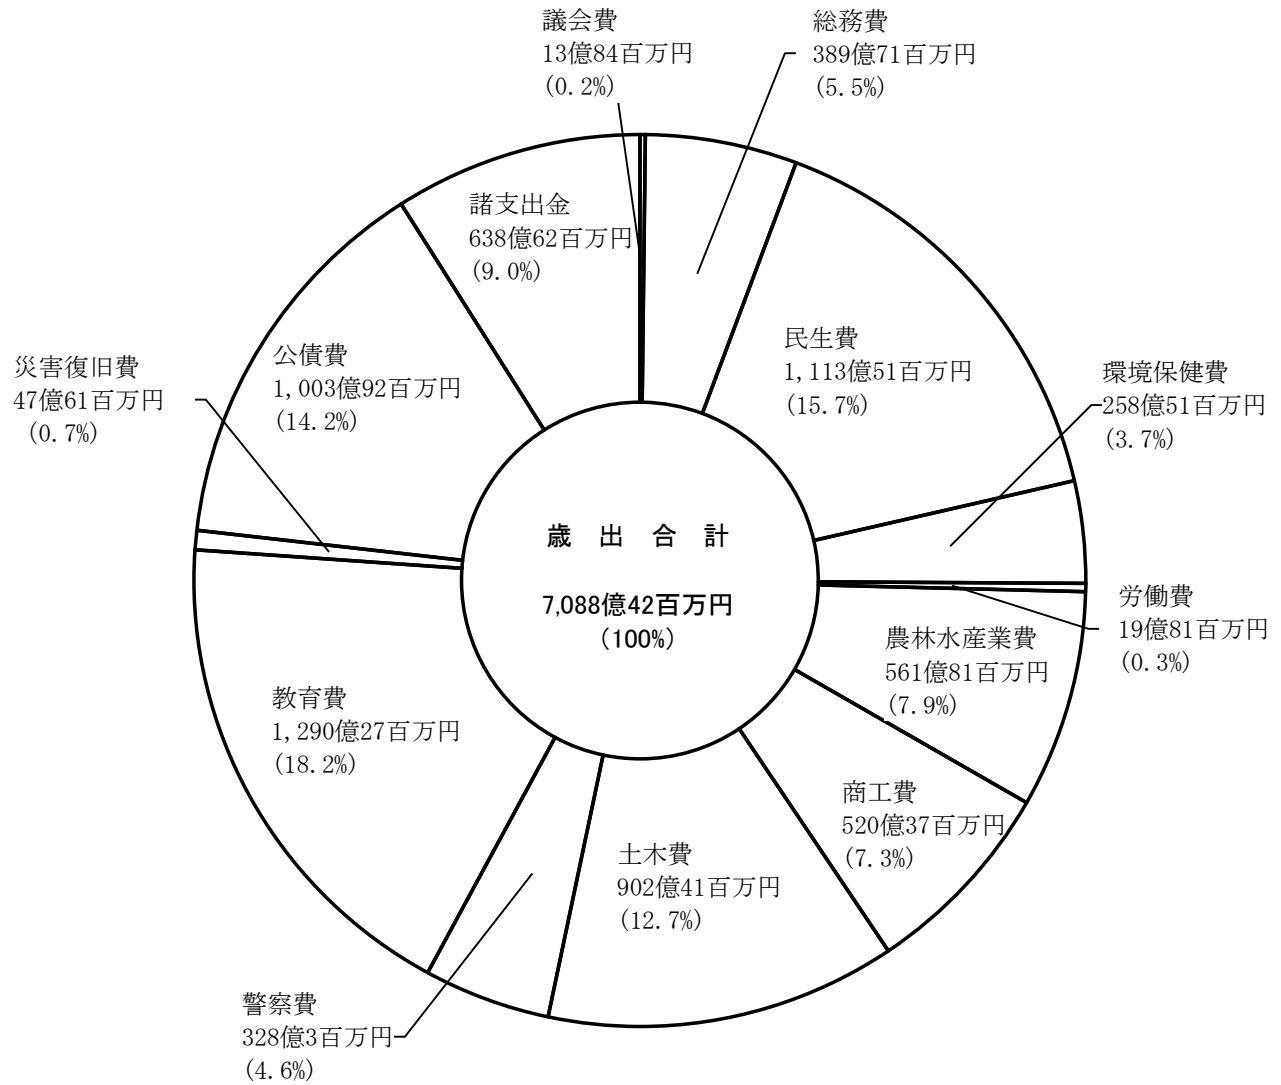 議会費
13億84百万円
(0.2%)
総務費
389億71百万円
(5.5%)
民生費
1,113億51百万円
(15.7%)
環境保健費
258億51百万円
(3.7%)
労働費
19億81百万円
(0.3%)
農林水産業費
561億81百万円
(7.9%)
商工費
520億37百万円
(7.3%)
土木費
902億41百万円
(12.7%)
警察費
328億3百万円
(4.6%)
教育費
1,290億27百万円
(18.2%)
災害復旧費
47億61百万円
(0.7%)
公債費
1,003億92百万円
(14.2%)
諸支出金
638億62百万円
(9.0%)
歳 出 合 計
7,088億42百万円
(100%)